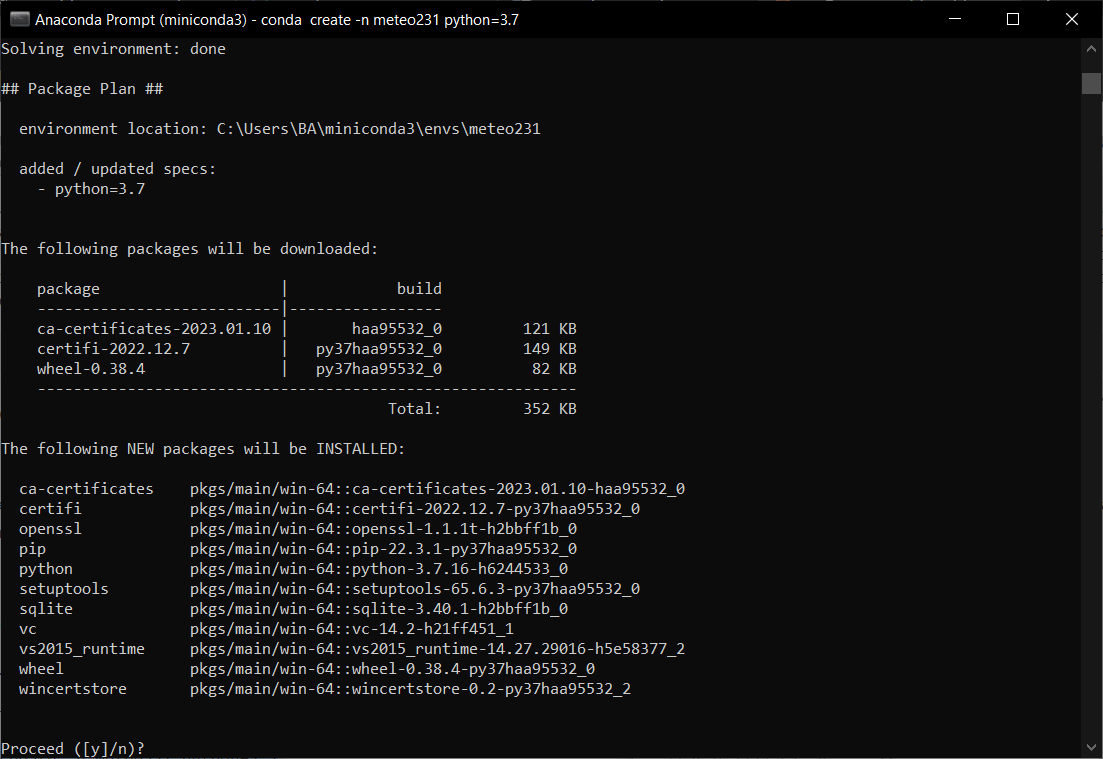 Anaconda Prompt (miniconda3) - conda  create -n meteo231 python=3.7
Solving environment: done
## Package Plan ##
  environment location: C:\Users\BA\miniconda3\envs\meteo231
  added / updated specs:
    - python=3.7
The following packages will be downloaded:
    package                    |            build
    ---------------------------|-----------------
    ca-certificates-2023.01.10 |       haa95532_0         121 KB
    certifi-2022.12.7          |   py37haa95532_0         149 KB
    wheel-0.38.4               |   py37haa95532_0          82 KB
    ------------------------------------------------------------
                                           Total:         352 KB
The following NEW packages will be INSTALLED:
  ca-certificates    pkgs/main/win-64::ca-certificates-2023.01.10-haa95532_0
  certifi            pkgs/main/win-64::certifi-2022.12.7-py37haa95532_0
  openssl            pkgs/main/win-64::openssl-1.1.1t-h2bbff1b_0
  pip                pkgs/main/win-64::pip-22.3.1-py37haa95532_0
  python             pkgs/main/win-64::python-3.7.16-h6244533_0
  setuptools         pkgs/main/win-64::setuptools-65.6.3-py37haa95532_0
  sqlite             pkgs/main/win-64::sqlite-3.40.1-h2bbff1b_0
  vc                 pkgs/main/win-64::vc-14.2-h21ff451_1
  vs2015_runtime     pkgs/main/win-64::vs2015_runtime-14.27.29016-h5e58377_2
  wheel              pkgs/main/win-64::wheel-0.38.4-py37haa95532_0
  wincertstore       pkgs/main/win-64::wincertstore-0.2-py37haa95532_2
Proceed ([y]/n)?